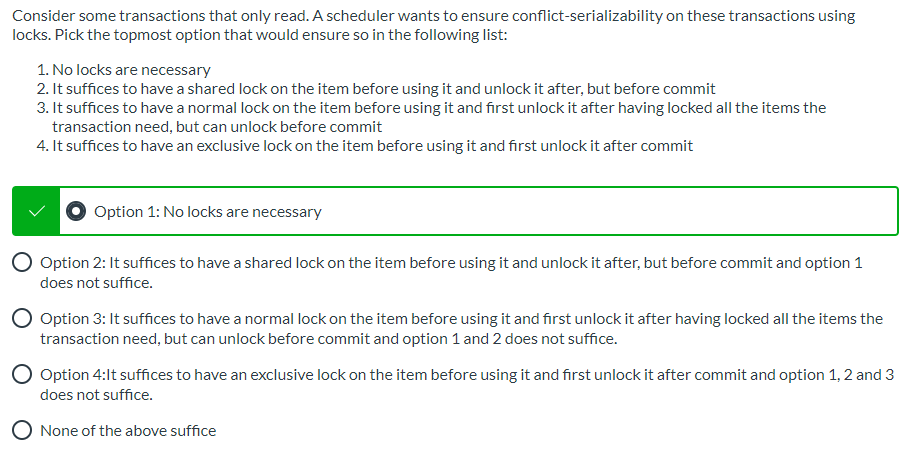 Consider some transactions that only read. A scheduler wants to ensure conflict-serializability on these transactions using
locks. Pick the topmost option that would ensure so in the following list:
1. No locks are necessary
2. It suffices to have a shared lock on the item before using it and unlock it after, but before commit
3. It suffices to have a normal lock on the item before using it and first unlock it after having locked all the items the
transaction need, but can unlock before commit
4. It suffices to have an exclusive lock on the item before using it and first unlock it after commit
Option 1: No locks are necessary
Option 2: It suffices to have a shared lock on the item before using it and unlock it after, but before commit and option 1
does not suffice.
Option 3: It suffices to have a normal lock on the item before using it and first unlock it after having locked all the items the
transaction need, but can unlock before commit and option 1 and 2 does not suffice.
Option 4:It suffices to have an exclusive lock on the item before using it and first unlock it after commit and option 1, 2 and 3
does not suffice.
None of the above suffice